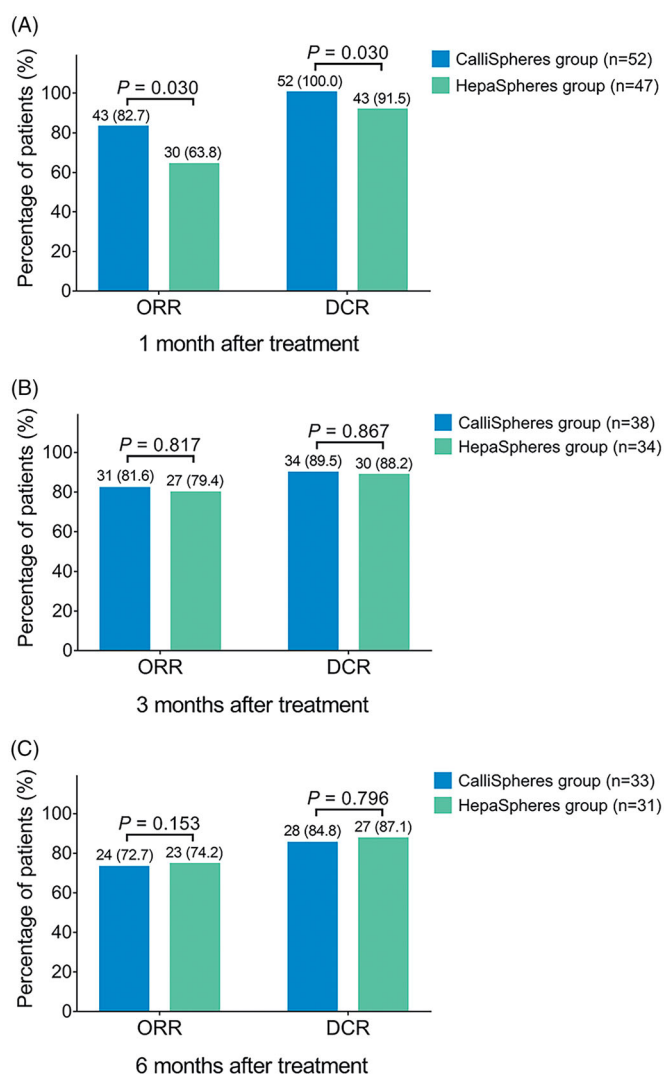 (A)
Percentage of patients (%)
100
80
60
40
20
0
P = 0.030
43 (82.7)
30 (63.8)
P = 0.030
52 (100.0)
43 (91.5)
CalliSpheres group (n=52)
HepaSpheres group (n=47)
ORR
DCR
1 month after treatment
(B)
Percentage of patients (%)
100
80
60
40
20
0
P = 0.817
31 (81.6)
27 (79.4)
P = 0.867
34 (89.5)
30 (88.2)
CalliSpheres group (n=38)
HepaSpheres group (n=34)
ORR
DCR
3 months after treatment
(C)
Percentage of patients (%)
100
80
60
40
20
0
P = 0.153
24 (72.7)
23 (74.2)
P = 0.796
28 (84.8)
27 (87.1)
CalliSpheres group (n=33)
HepaSpheres group (n=31)
ORR
DCR
6 months after treatment